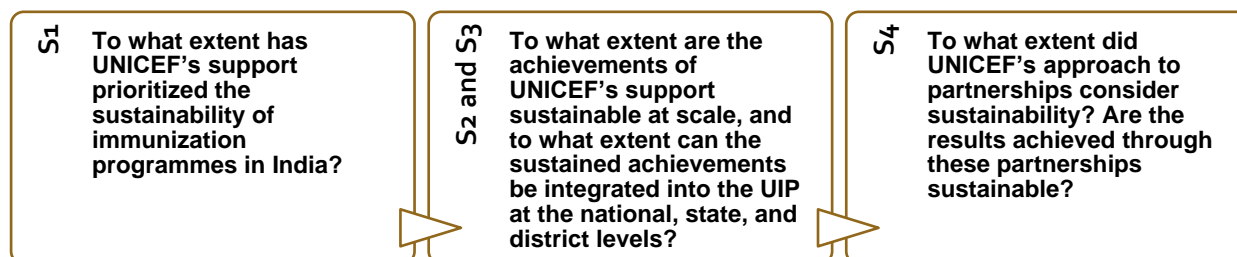 S1
To what extent has
UNICEF's support
prioritized the
sustainability of
immunization
programmes in India?
S2 and S3
To what extent are the
achievements of
UNICEF's support
sustainable at scale, and
to what extent can the
sustained achievements
be integrated into the UIP
at the national, state, and
district levels?
S4
To what extent did
UNICEF's approach to
partnerships consider
sustainability? Are the
results achieved through
these partnerships
sustainable?